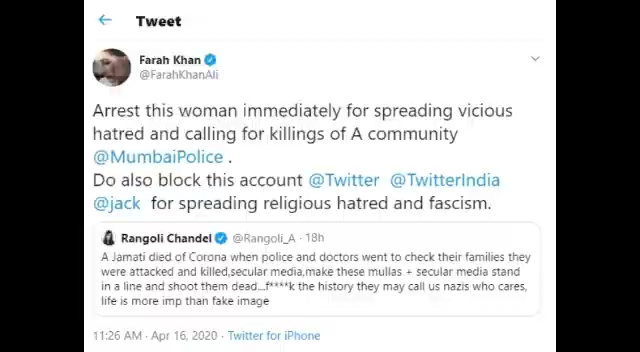 Tweet
Farah Khan
@FarahKhanAli
Arrest this woman immediately for spreading vicious
hatred and calling for killings of A community
@MumbaiPolice .
Do also block this account @Twitter @TwitterIndia
@jack for spreading religious hatred and fascism.
Rangoli Chandel @Rangoli_A · 18h
A Jamati died of Corona when police and doctors went to check their families they
were attacked and killed,secular media,make these mullas + secular media stand
in a line and shoot them dead...f****k the history they may call us nazis who cares,
life is more imp than fake image
11:26 AM · Apr 16, 2020 · Twitter for iPhone